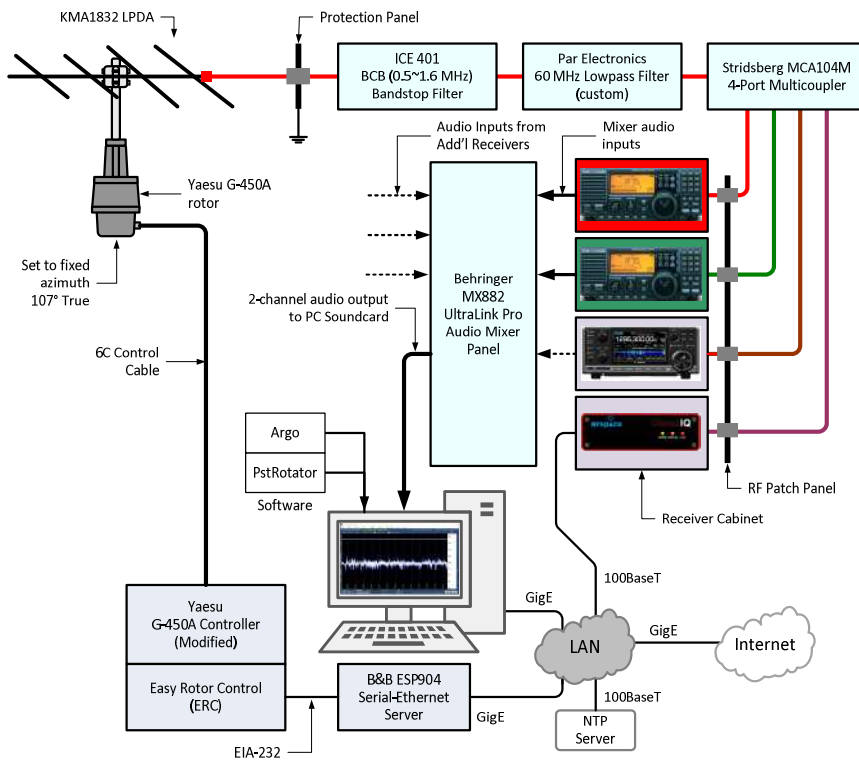 KMA1832 LPDA
Protection Panel
ICE 401
BCB (0.5~1.6 MHz)
Bandstop Filter
Par Electronics
60 MHz Lowpass Filter
(custom)
Stridsberg MCA104M
4-Port Multicoupler
Audio Inputs from
Add'l Receivers
Mixer audio
inputs
Yaesu G-450A
rotor
Set to fixed
azimuth
107° True
Behringer
MX882
UltraLink Pro
Audio Mixer
Panel
2-channel audio output
to PC Soundcard
6C Control
Cable
Argo
PstRotator
Software
RF Patch Panel
Receiver Cabinet
100BaseT
GigE
Yaesu
G-450A Controller
(Modified)
LAN
GigE
Internet
Easy Rotor Control
(ERC)
B&B ESP904
Serial-Ethernet
Server
GigE
100BaseT
NTP
Server
EIA-232